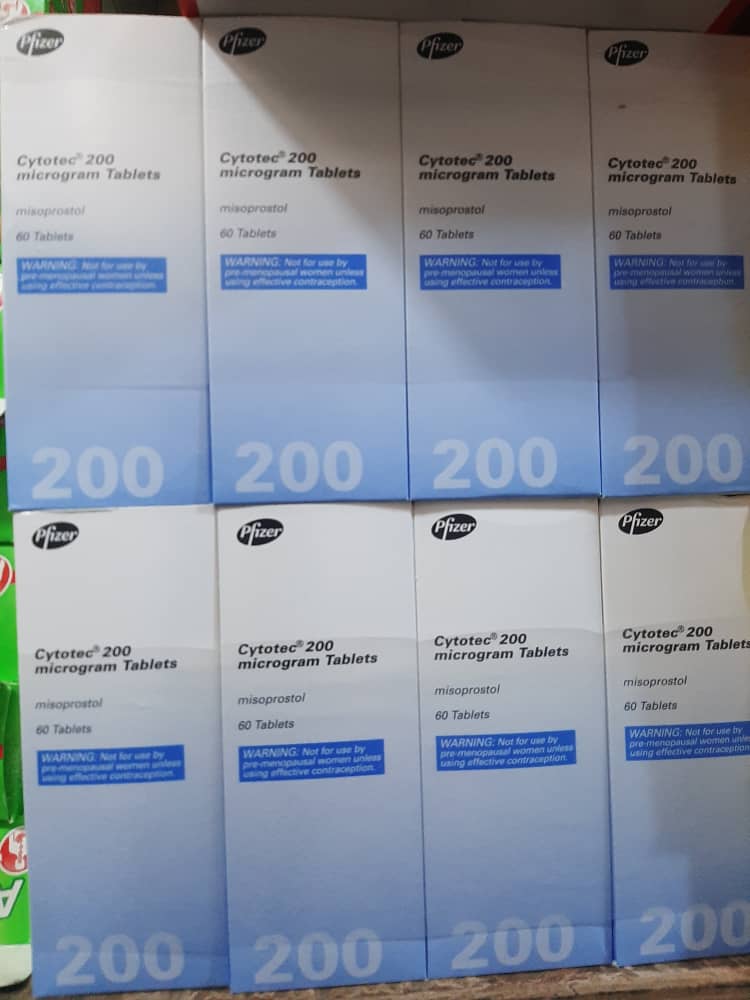 Pfizer
Cytotec® 200
microgram Tablets
misoprostol
60 Tablets
WARNING: Not for use by
pre-menopausal women unless
using effective contraception.
200
Pfizer
Cytotec® 200
microgram Tablets
misoprostol
60 Tablets
WARNING: Not for use by
pre-menopausal women unless
using effective contraception.
200
Pfizer
Cytotec® 200
microgram Tablets
misoprostol
60 Tablets
WARNING: Not for use by
pre-menopausal women unless
using effective contraception.
200
Pfizer
Cytotec® 200
microgram Tablets
misoprostol
60 Tablets
WARNING: Not for use by
pre-menopausal women unless
using effective contraception.
200
Pfizer
Cytotec® 200
microgram Tablets
misoprostol
60 Tablets
WARNING: Not for use by
pre-menopausal women unless
using effective contraception.
200
Pfizer
Cytotec® 200
microgram Tablets
misoprostol
60 Tablets
WARNING: Not for use by
pre-menopausal women unless
using effective contraception.
200
Pfizer
Cytotec® 200
microgram Tablets
misoprostol
60 Tablets
WARNING: Not for use by
pre-menopausal women unless
using effective contraception.
200
Pfizer
Cytotec® 200
microgram Tablets
misoprostol
60 Tablets
WARNING: Not for use by
pre-menopausal women
using effective contraception
200